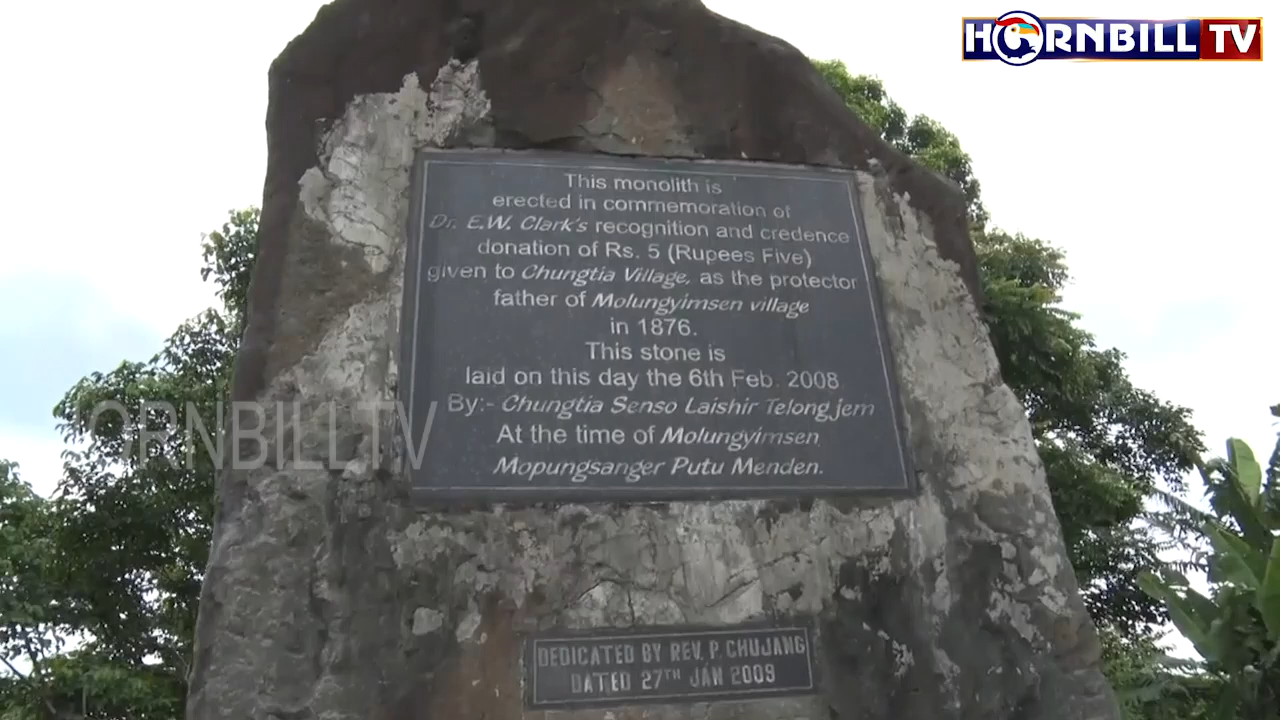 HORNBILL TV
This monolith is
erected in commemoration of
Dr. E.W. Clark's recognition and credence
donation of Rs. 5 (Rupees Five)
given to Chungtia Village, as the protector
father of Molungyimsen village
in 1876.
This stone is
laid on this day the 6th Feb. 2008
By:- Chungtia Senso Laishir Telongjem
At the time of Molungyimsen
Mopungsanger Putu Menden.
HORNBILL TV
DEDICATED BY REV. P. CHUJANG
DATED 27TH JAN 2009